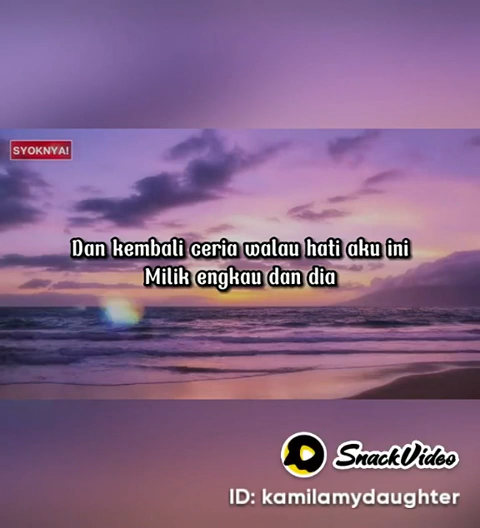 SYOKNYA!
Dan kembali ceria walau hati aku ini
Milik engkau dan dia
SnackVideo
ID: kamilamydaughter